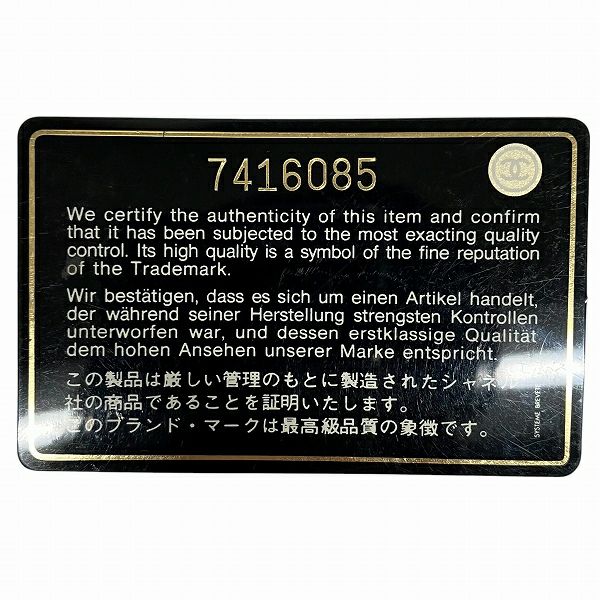 7416085
We certify the authenticity of this item and confirm
that it has been subjected to the most exacting quality
control. Its high quality is a symbol of the fine reputation
of the Trademark.
Wir bestätigen, dass es sich um einen Artikel handelt,
der während seiner Herstellung strengsten Kontrollen
unterworfen war, und dessen erstklassige Qualität
dem hohen Ansehen unserer Marke entspricht.
この製品は厳しい管理のもとに製造されたシャネル
社の商品であることを証明いたします。
このブランド・マークは最高級品質の象徴です。
SYSTEME BREVETE